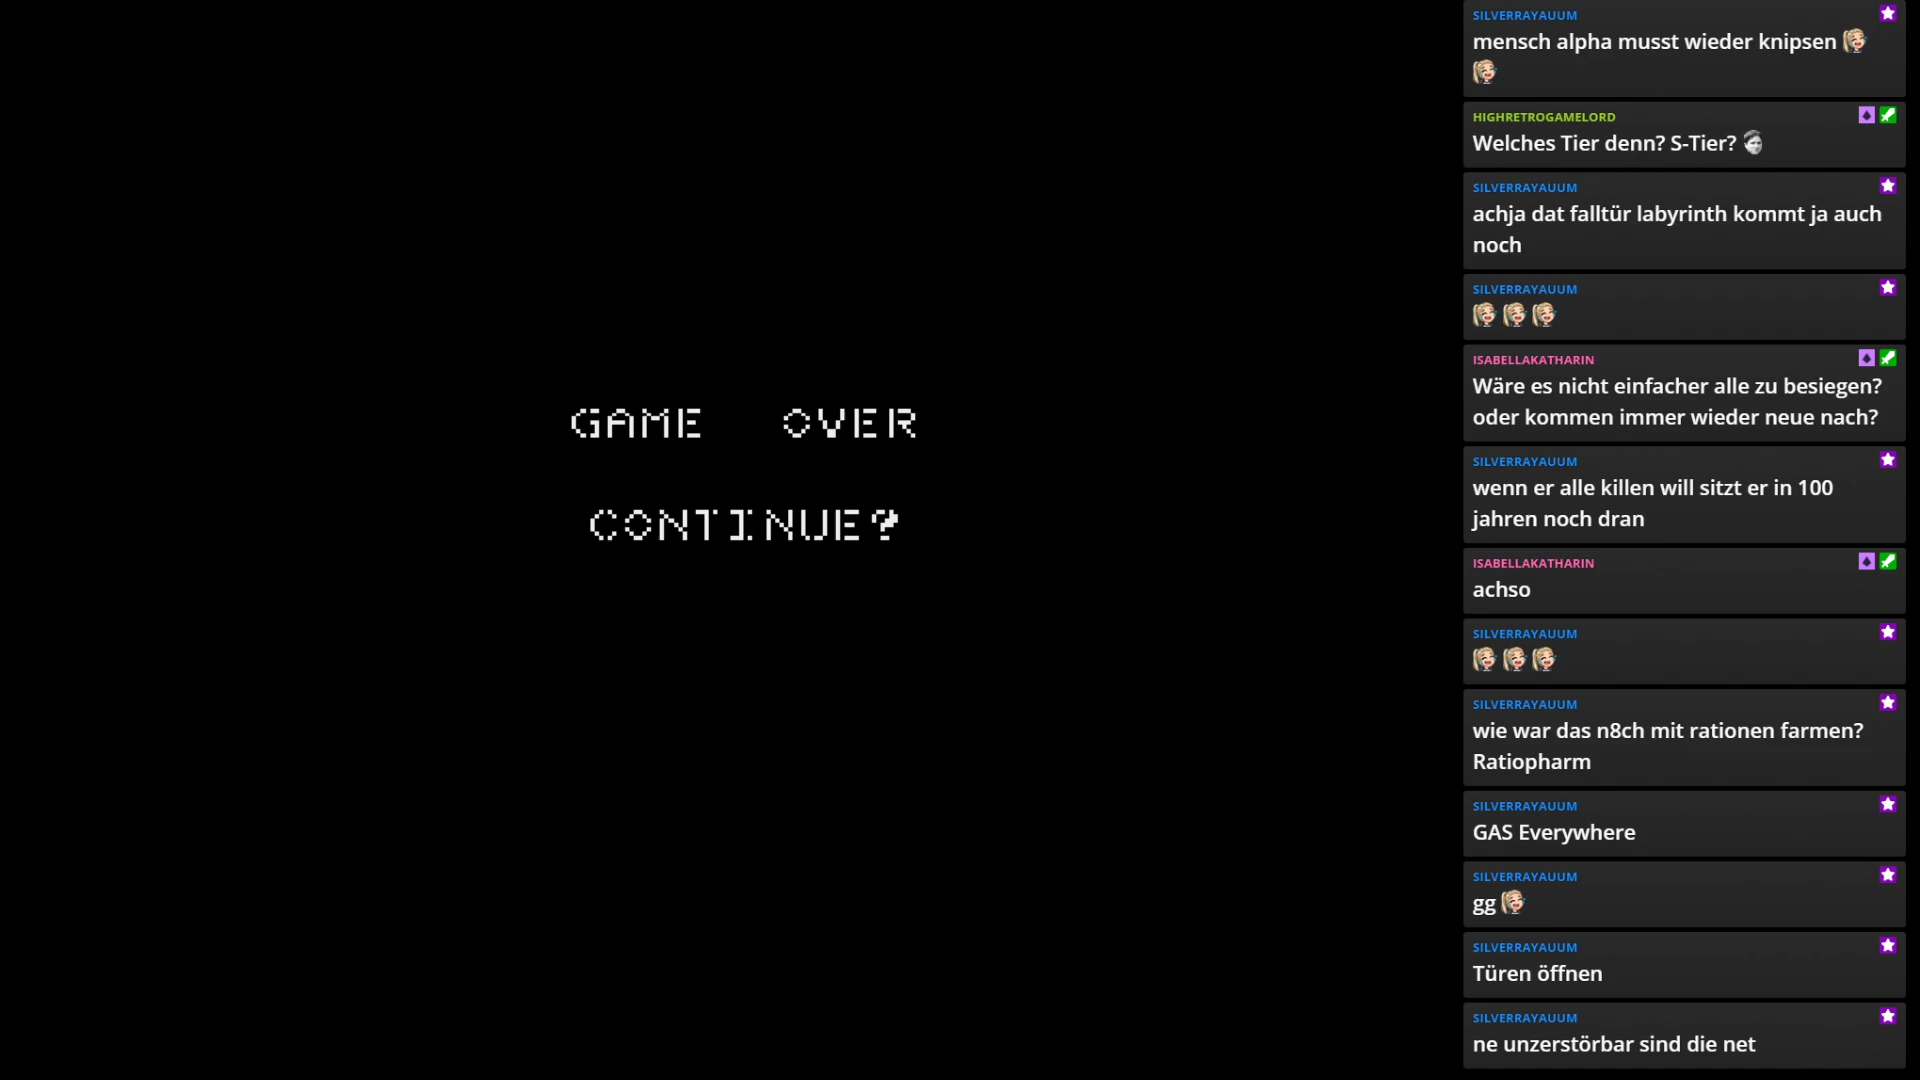 GAME OVER
CONTINUE?
SILVERRAYAUUM
mensch alpha musst wieder knipsen
HIGHRETROGAMELORD
Welches Tier denn? S-Tier?
SILVERRAYAUUM
achja dat falltür labyrinth kommt ja auch
noch
SILVERRAYAUUM
ISABELLAKATHARIN
Wäre es nicht einfacher alle zu besiegen?
oder kommen immer wieder neue nach?
SILVERRAYAUUM
wenn er alle killen will sitzt er in 100
jahren noch dran
ISABELLAKATHARIN
achso
SILVERRAYAUUM
SILVERRAYAUUM
wie war das n8ch mit rationen farmen?
Ratiopharm
SILVERRAYAUUM
GAS Everywhere
SILVERRAYAUUM
gg
SILVERRAYAUUM
Türen öffnen
SILVERRAYAUUM
ne unzerstörbar sind die net